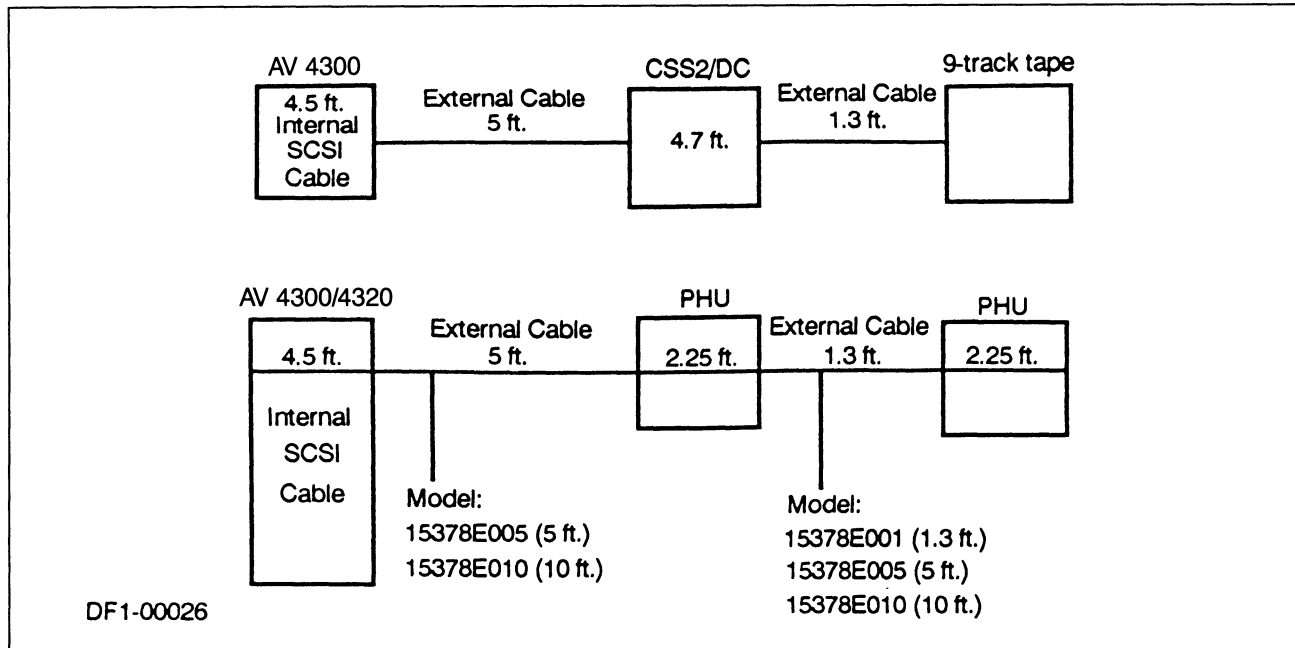 AV 4300
CSS2/DC
9-track tape
4.5 ft.
Internal
SCSI
Cable
External Cable
5 ft.
4.7 ft.
External Cable
1.3 ft.
AV 4300/4320
PHU
PHU
4.5 ft.
External Cable
5 ft.
2.25 ft.
External Cable
1.3 ft.
2.25 ft.
Internal
SCSI
Cable
Model:
15378E005 (5 ft.)
15378E010 (10 ft.)
Model:
15378E001 (1.3 ft.)
15378E005 (5 ft.)
15378E010 (10 ft.)
DF1-00026